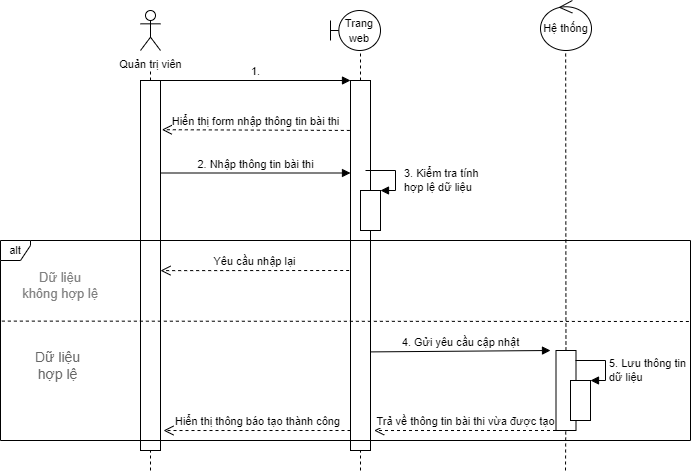 Trang
web
Hệ thống
Quản trị viên
1.
Hiển thị form nhập thông tin bài thi
2. Nhập thông tin bài thi
3. Kiểm tra tính
hợp lệ dữ liệu
alt
Yêu cầu nhập lại
Dữ liệu
không hợp lệ
4. Gửi yêu cầu cập nhật
Dữ liệu
hợp lệ
5. Lưu thông tin
dữ liệu
Hiển thị thông báo tạo thành công
Trả về thông tin bài thi vừa được tạo